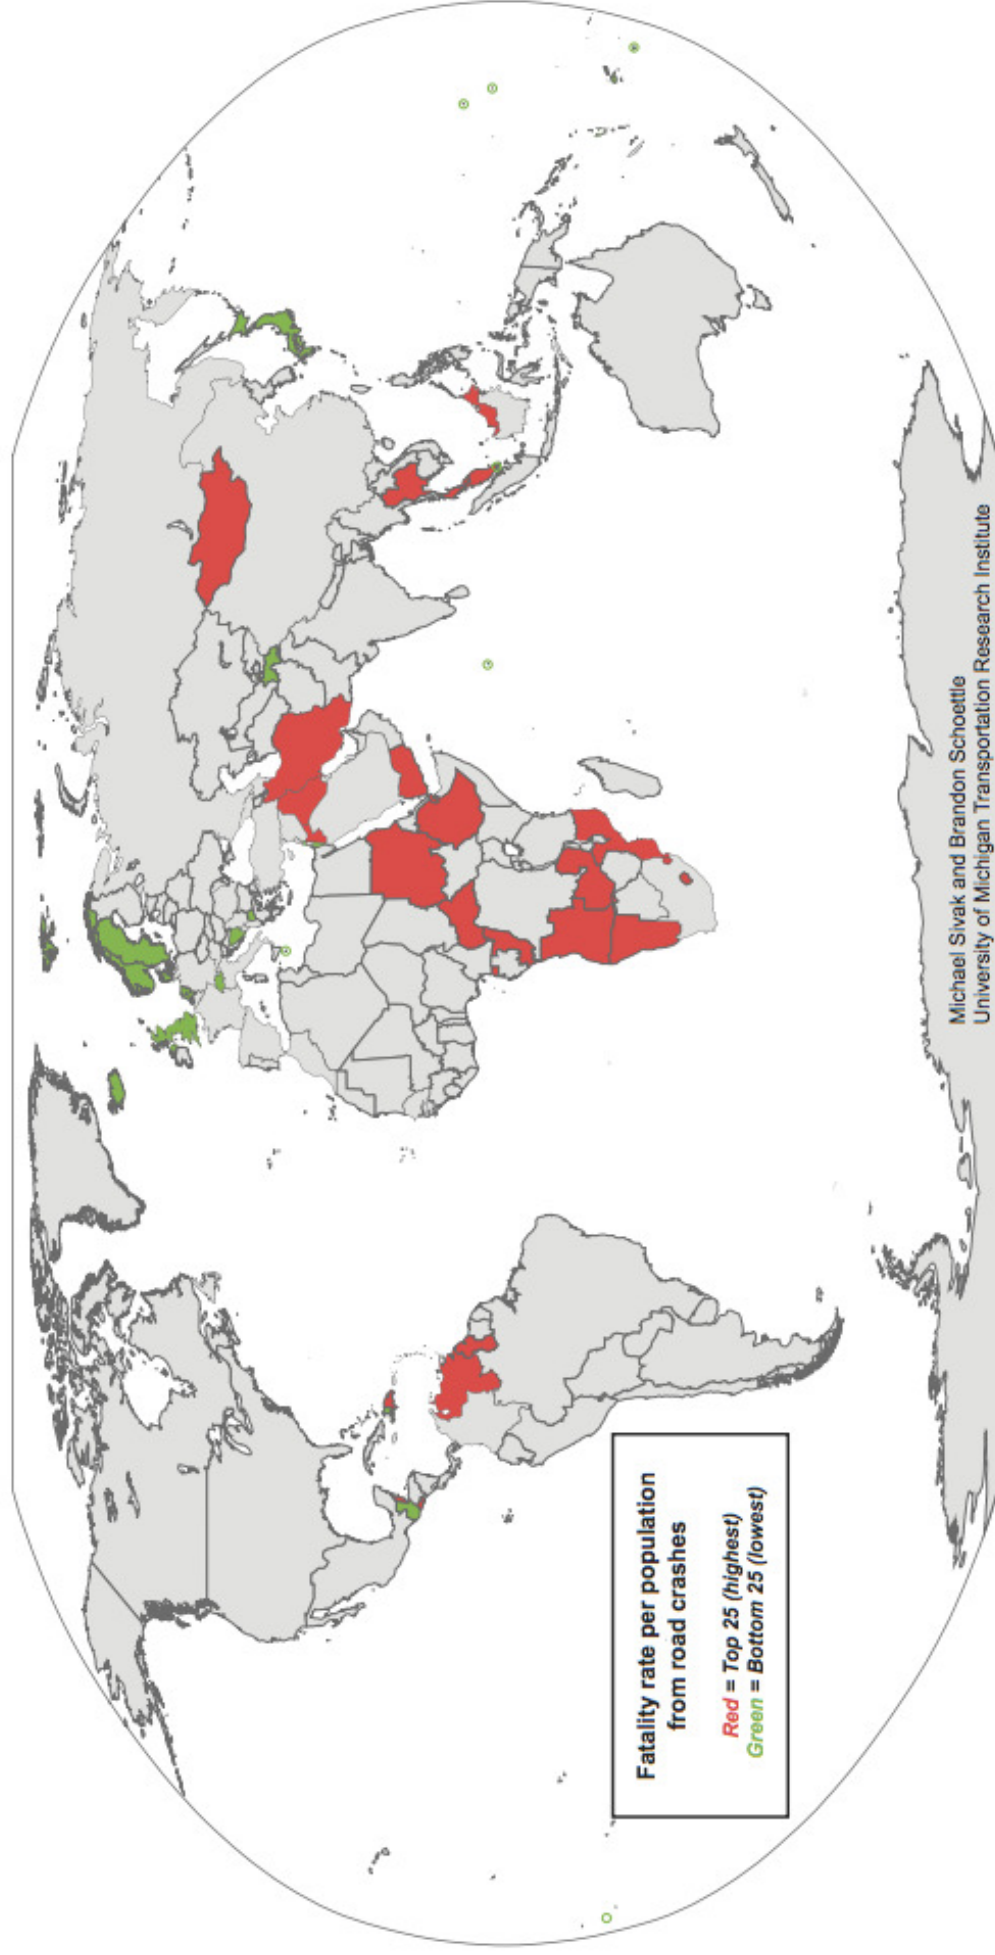 Fatality rate per population
from road crashes
Red = Top 25 (highest)
Green = Bottom 25 (lowest)
Michael Sivak and Brandon Schoettle
University of Michigan Transportation Research Institute